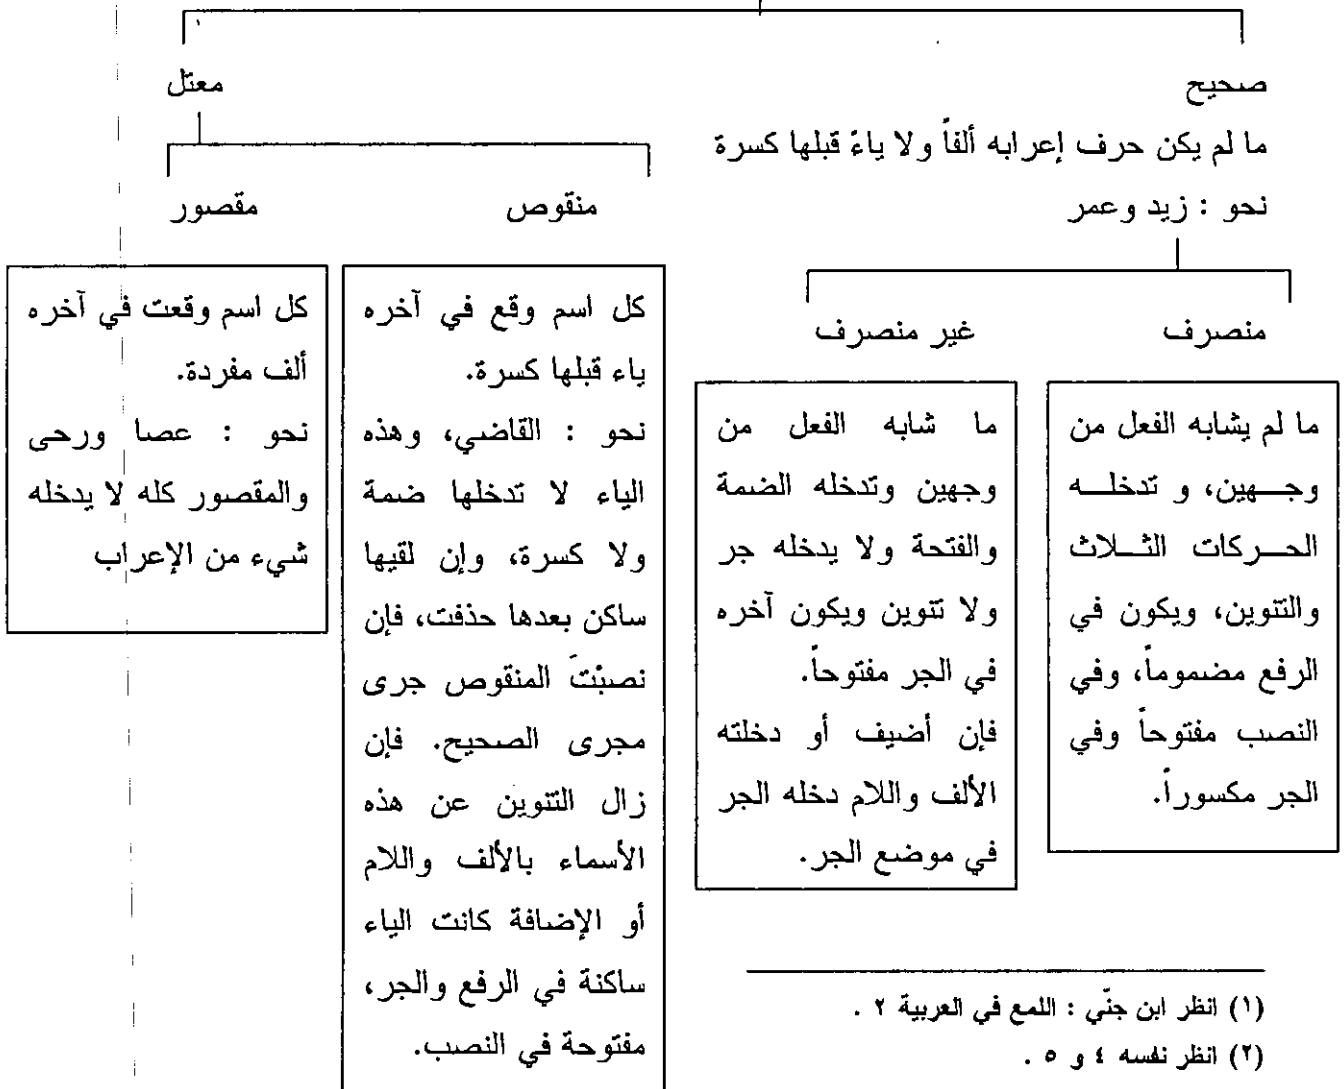 صحيح
ما لم يكن حرف إعرابه ألفاً ولا ياءً قبلها كسرة
نحو : زيد وعمر
منصرف
ما لم يشابه الفعل من
وجـــهين، و تدخلـــه
الحـــركات الثـــلاث
والتنوين، ويكون في
الرفع مضموماً، وفي
النصب مفتوحاً وفي
الجر مكسوراً.
غير منصرف
ما شابه الفعل من
وجهين وتدخله الضمة
والفتحة ولا يدخله جر
ولا تنوين ويكون آخره
في الجر مفتوحاً.
فإن أضيف أو دخلته
الألف واللام دخله الجر
في موضع الجر.
معتل
منقوص
كل اسم وقع في آخره
ياء قبلها كسرة.
نحو : القاضي، وهذه
الياء لا تدخلها ضمة
ولا كسرة، وإن لقيها
ساكن بعدها حذفت، فإن
نصبْتَ المنقوص جرى
مجرى الصحيح. فإن
زال التنوين عن هذه
الأسماء بالألف واللام
أو الإضافة كانت الياء
ساكنة في الرفع والجر،
مفتوحة في النصب.
مقصور
كل اسم وقعت في آخره
ألف مفردة.
نحو : عصا ورحى
والمقصور كله لا يدخله
شيء من الإعراب
(١) انظر ابن جنّي : اللمع في العربية ٢ .
(٢) انظر نفسه ٤ و ٥ .